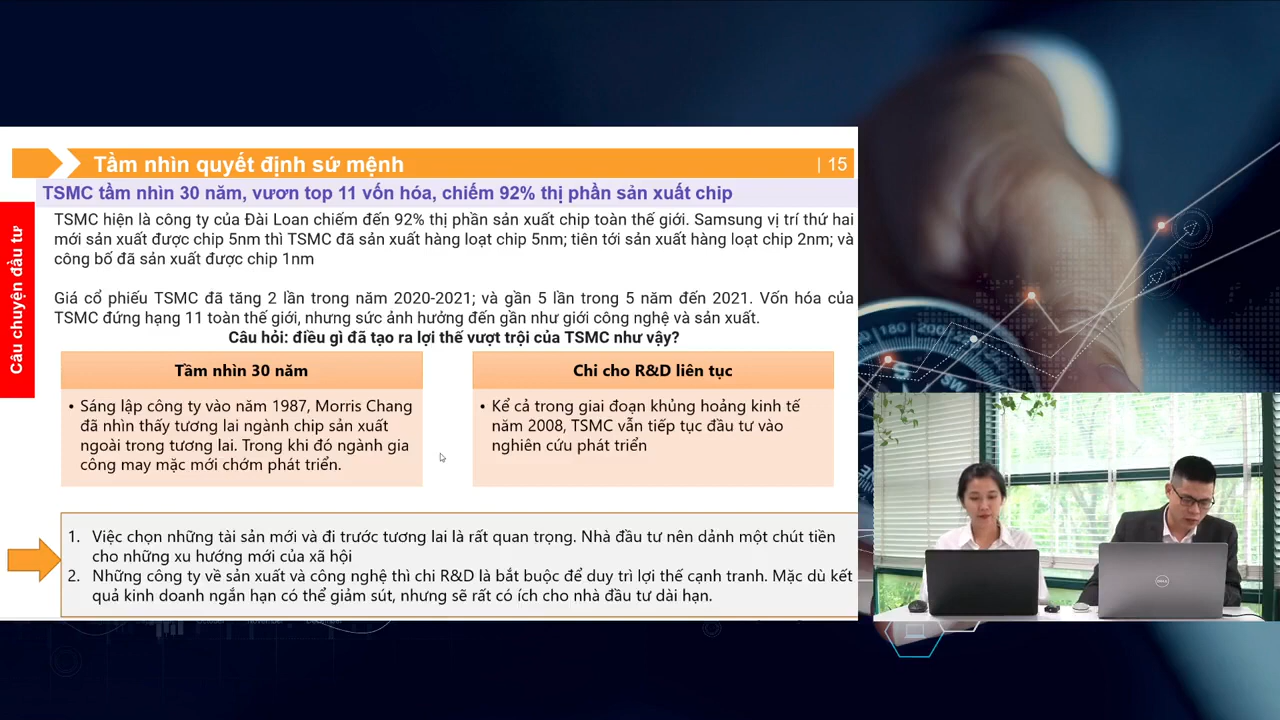 Tầm nhìn quyết định sứ mệnh
| 15
TSMC tầm nhìn 30 năm, vươn top 11 vốn hóa, chiếm 92% thị phần sản xuất chip
Câu chuyện đầu tư
TSMC hiện là công ty của Đài Loan chiếm đến 92% thị phần sản xuất chip toàn thế giới. Samsung vị trí thứ hai
mới sản xuất được chip 5nm thì TSMC đã sản xuất hàng loạt chip 5nm; tiên tới sản xuất hàng loạt chip 2nm; và
công bố đã sản xuất được chip 1nm
Giá cổ phiếu TSMC đã tăng 2 lần trong năm 2020-2021; và gần 5 lần trong 5 năm đến 2021. Vốn hóa của
TSMC đứng hạng 11 toàn thế giới, nhưng sức ảnh hưởng đến gần như giới công nghệ và sản xuất.
Câu hỏi: điều gì đã tạo ra lợi thế vượt trội của TSMC như vậy?
Tầm nhìn 30 năm
• Sáng lập công ty vào năm 1987, Morris Chang
đã nhìn thấy tương lai ngành chip sản xuất
ngoài trong tương lai. Trong khi đó ngành gia
công may mặc mới chớm phát triển.
Chi cho R&D liên tục
• Kể cả trong giai đoạn khủng hoảng kinh tế
năm 2008, TSMC vẫn tiếp tục đầu tư vào
nghiên cứu phát triển
1. Việc chọn những tài sản mới và đi trước tương lai là rất quan trọng. Nhà đầu tư nên dành một chút tiền
cho những xu hướng mới của xã hội
2. Những công ty về sản xuất và công nghệ thì chi R&D là bắt buộc để duy trì lợi thế cạnh tranh. Mặc dù kết
quả kinh doanh ngắn hạn có thể giảm sút, nhưng sẽ rất có ích cho nhà đầu tư dài hạn.
180
200
SW
DELL